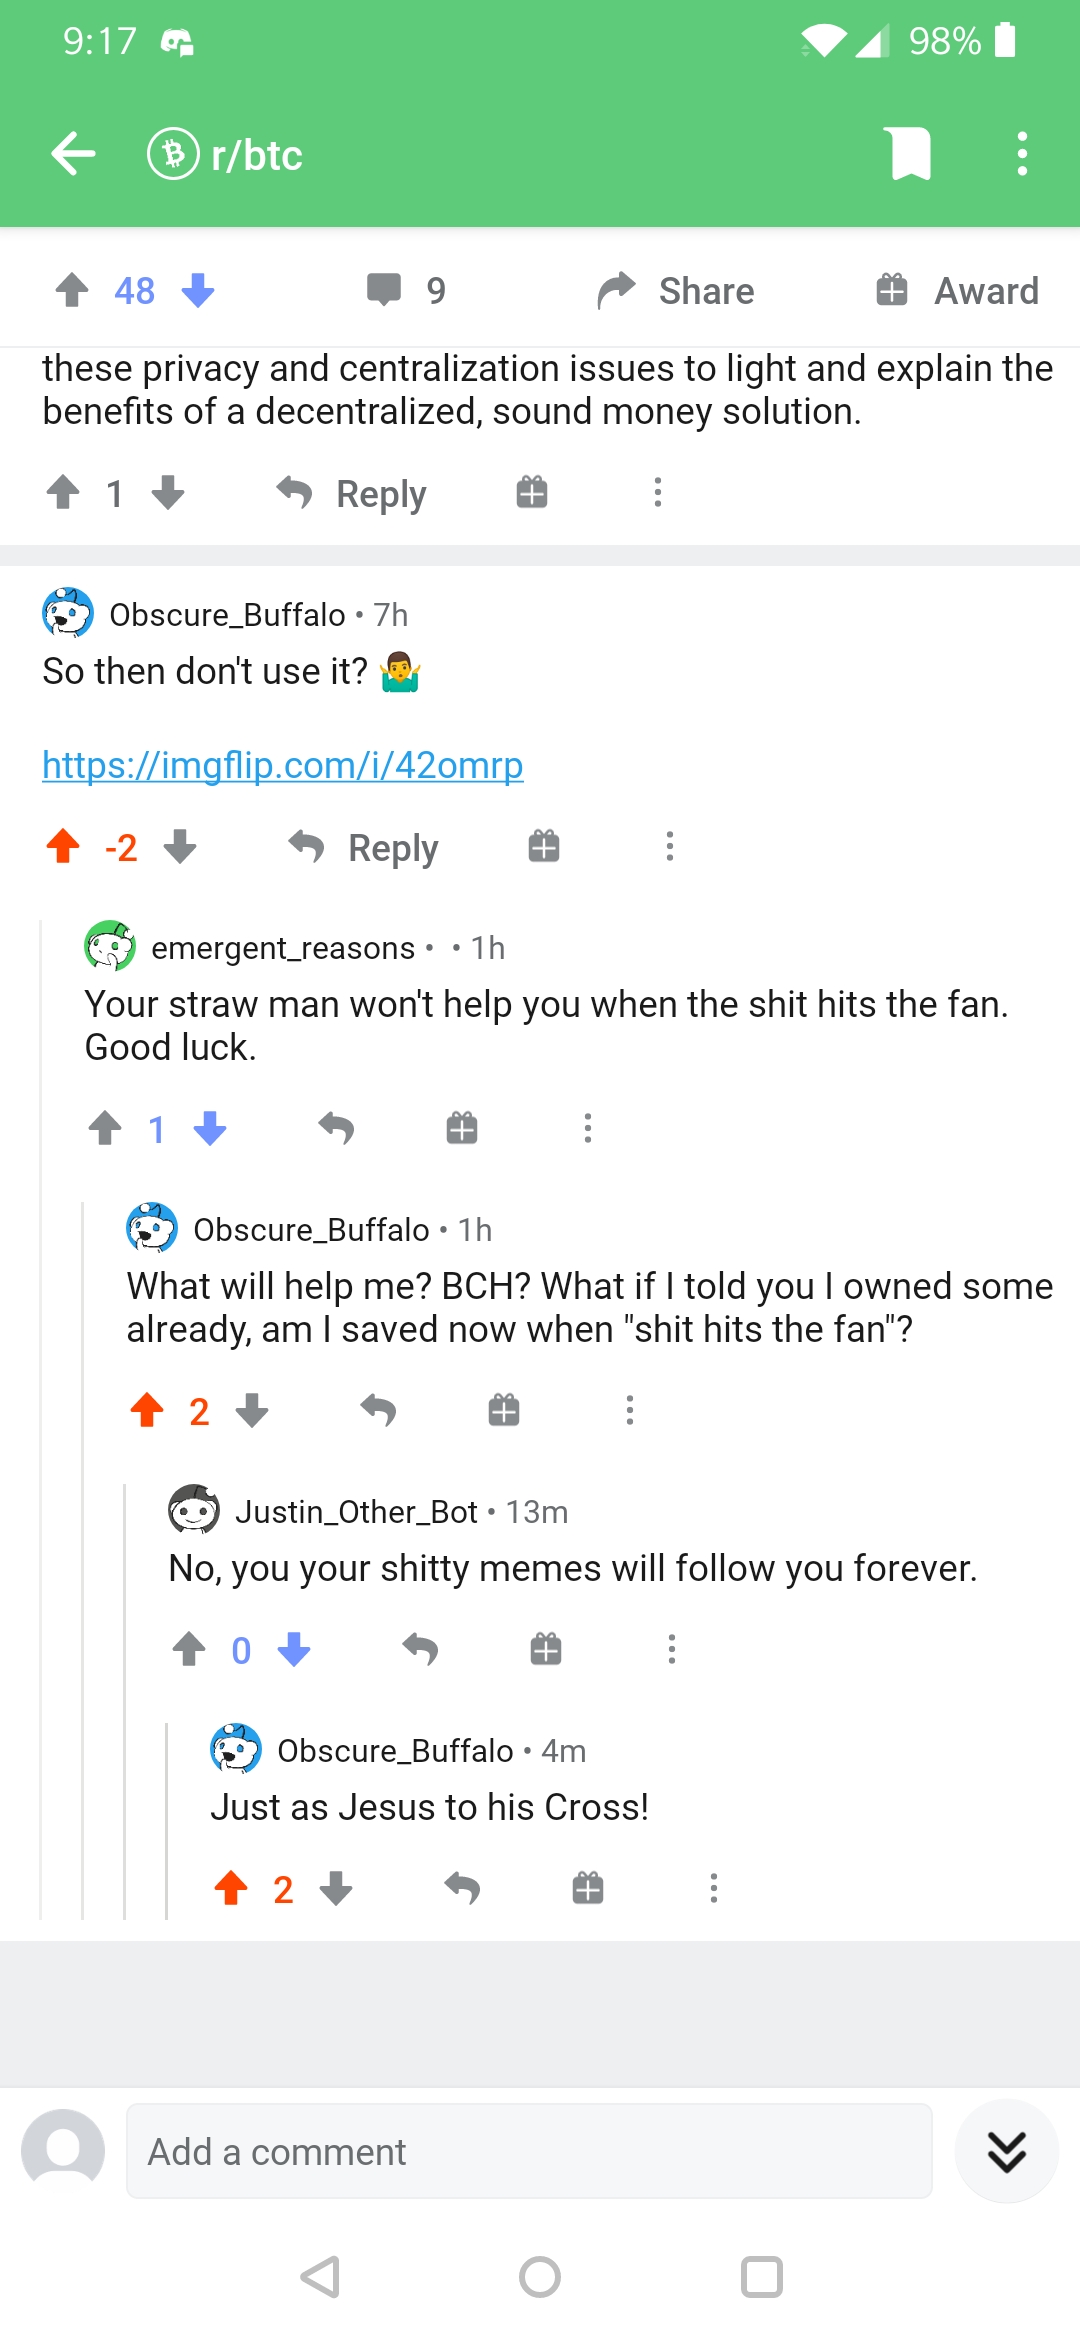 9:17 98%
r/btc
48 9 Share Award
these privacy and centralization issues to light and explain the
benefits of a decentralized, sound money solution.
1 Reply
Obscure_Buffalo • 7h
So then don't use it? 🤷‍♂️
https://imgflip.com/i/42omrp
-2 Reply
emergent_reasons • • 1h
Your straw man won't help you when the shit hits the fan.
Good luck.
1
Obscure_Buffalo • 1h
What will help me? BCH? What if I told you I owned some
already, am I saved now when "shit hits the fan"?
2
Justin_Other_Bot • 13m
No, you your shitty memes will follow you forever.
0
Obscure_Buffalo • 4m
Just as Jesus to his Cross!
2
Add a comment